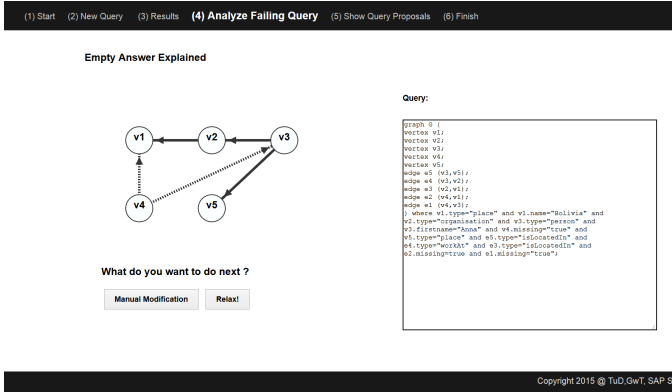 (1) Start (2) New Query (3) Results (4) Analyze Failing Query (5) Show Query Proposals (6) Finish
Empty Answer Explained
Query:
v1 v2 v3
v4 v5
graph G (
vertex v1;
vertex v2;
vertex v3;
vertex v4;
vertex v5;
edge e5 (v3,v5);
edge e4 (v3,v2);
edge e3 (v2,v1);
edge e2 (v4,v1);
edge e1 (v4,v3);
) where v1.type="place" and v1.name="Bolivia" and
v2.type="organisation" and v3.type="person" and
v3.firstname="Anna" and v4.missing="true" and
v5.type="place" and e5.type="isLocatedIn" and
e4.type="workAt" and e3.type="isLocatedIn" and
e2.missing=true and e1.missing="true";
What do you want to do next ?
Manual Modification Relax!
Copyright 2015 @ TuD,GwT, SAP S